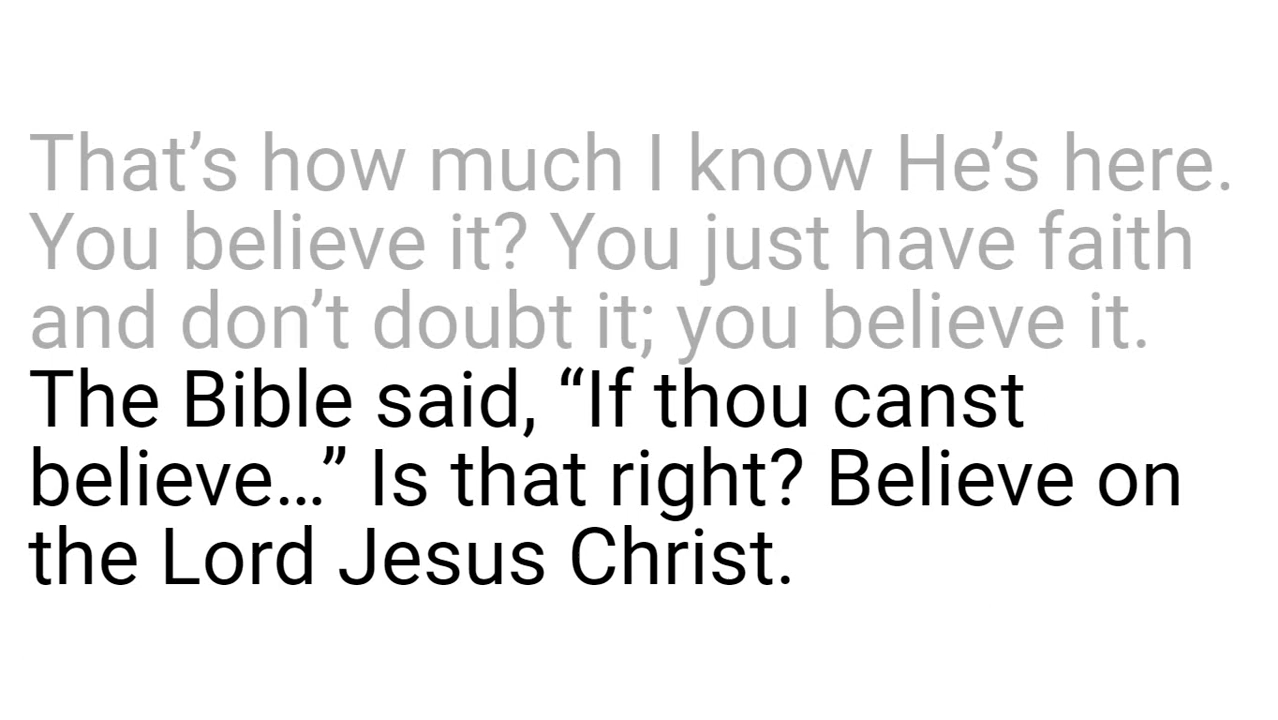 That’s how much I know He’s here.
You believe it? You just have faith
and don’t doubt it; you believe it.
The Bible said, “If thou canst
believe…” Is that right? Believe on
the Lord Jesus Christ.